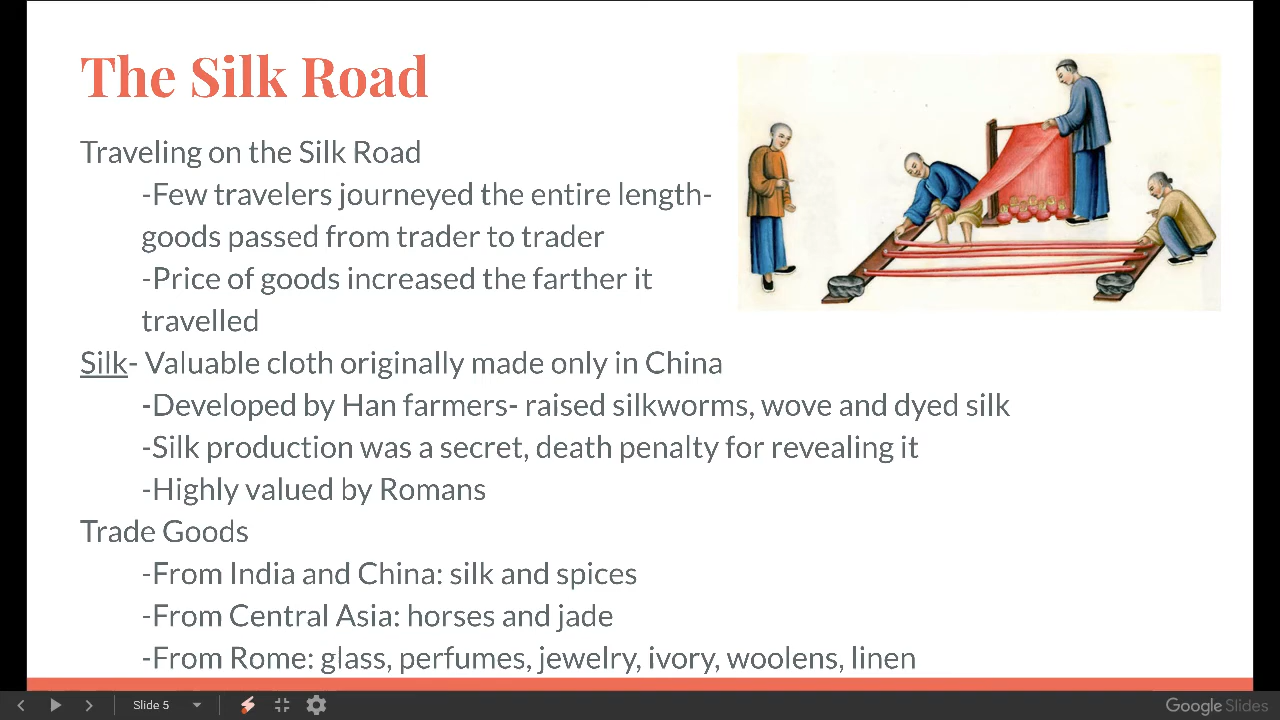 The Silk Road
Traveling on the Silk Road
-Few travelers journeyed the entire length-
goods passed from trader to trader
-Price of goods increased the farther it
travelled
Silk- Valuable cloth originally made only in China
-Developed by Han farmers- raised silkworms, wove and dyed silk
-Silk production was a secret, death penalty for revealing it
-Highly valued by Romans
Trade Goods
-From India and China: silk and spices
-From Central Asia: horses and jade
-From Rome: glass, perfumes, jewelry, ivory, woolens, linen
Slide 5
Google Slides